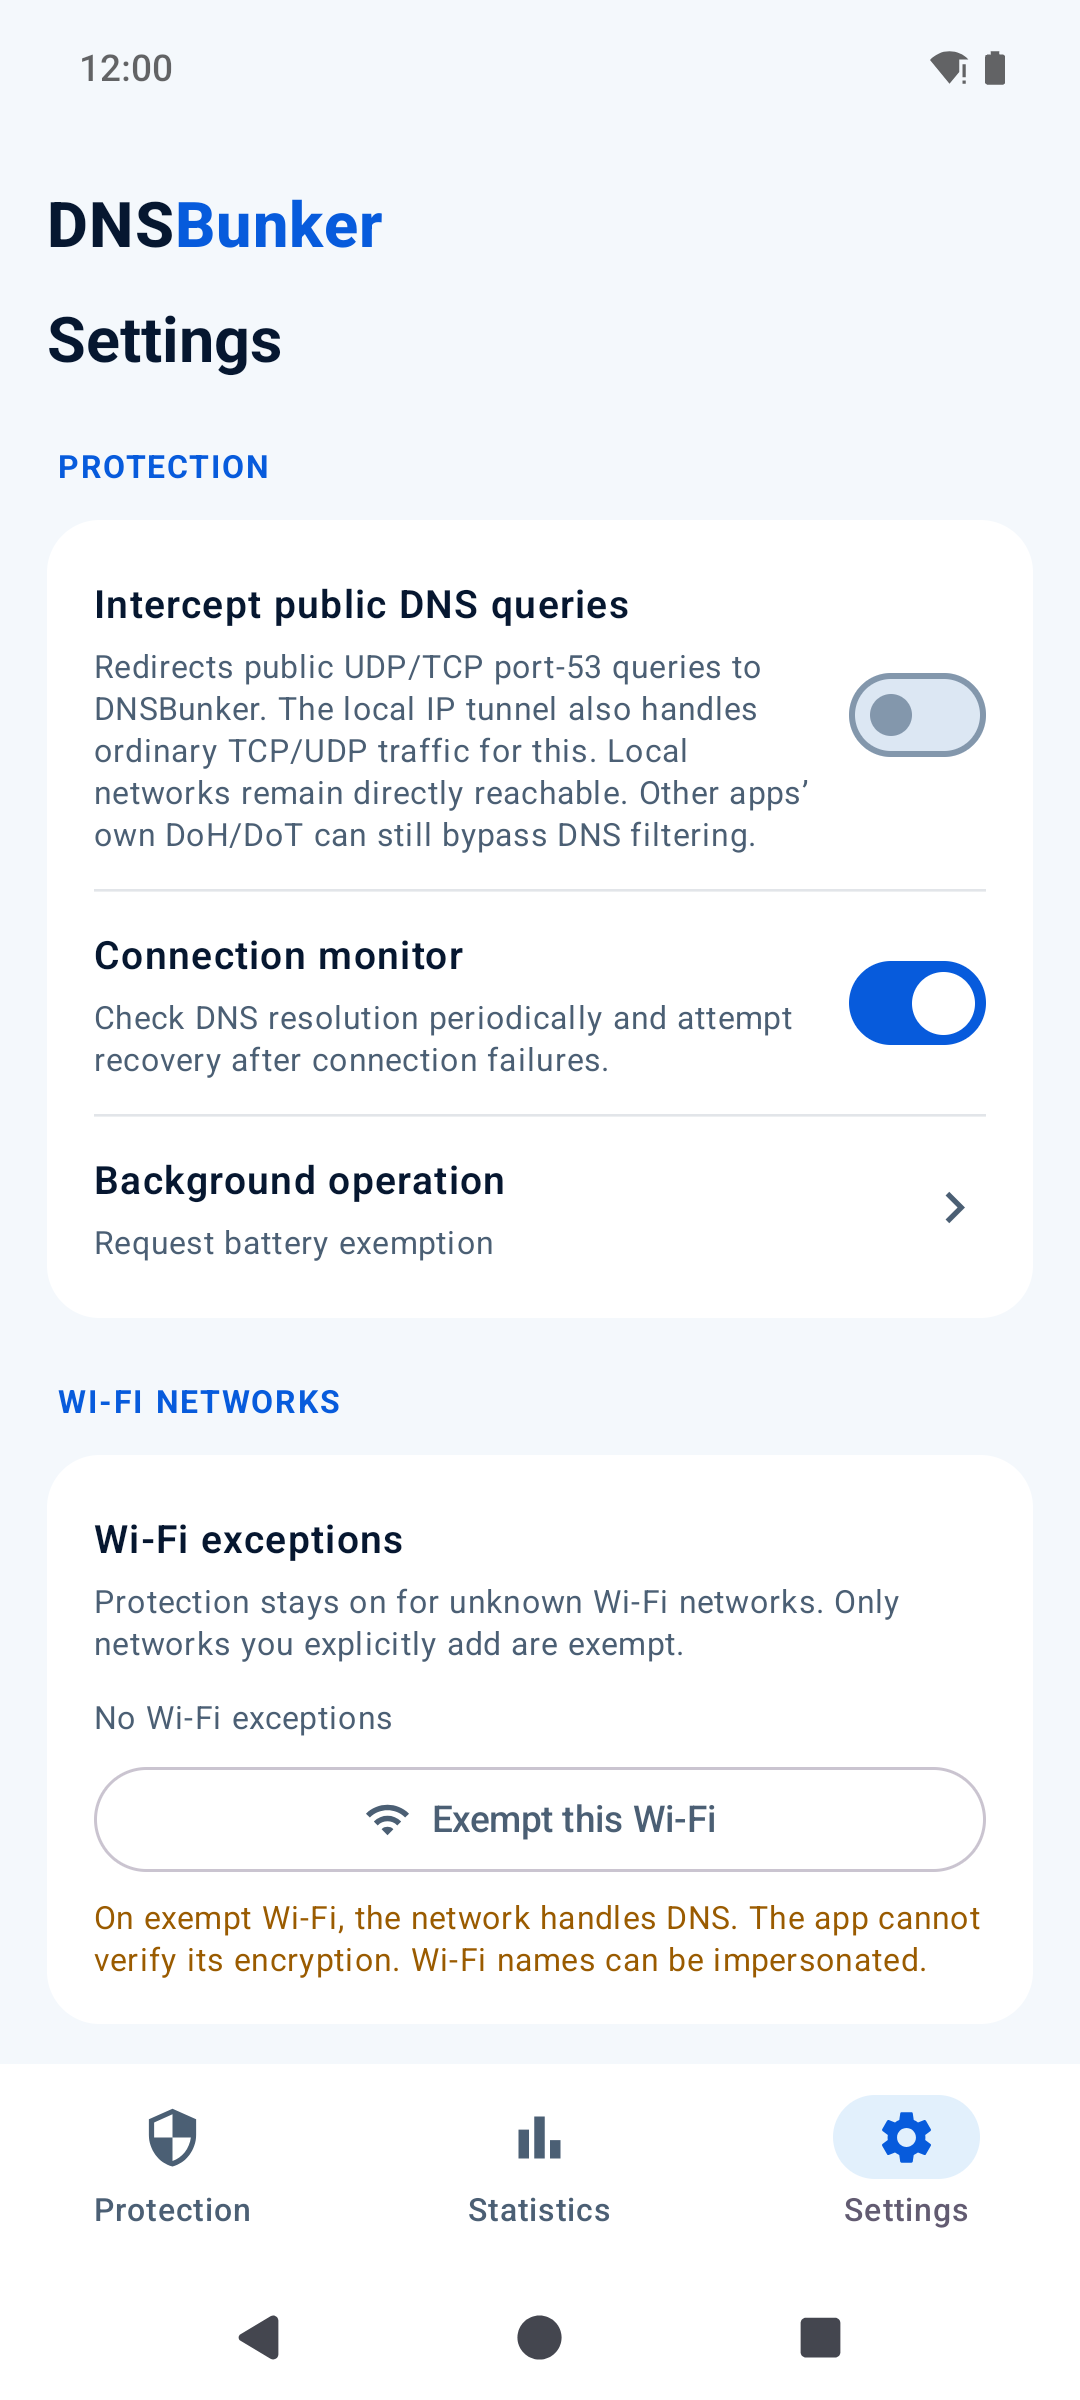 12:00
DNSBunker
Settings
PROTECTION
Intercept public DNS queries
Redirects public UDP/TCP port-53 queries to
DNSBunker. The local IP tunnel also handles
ordinary TCP/UDP traffic for this. Local
networks remain directly reachable. Other apps’
own DoH/DoT can still bypass DNS filtering.
Connection monitor
Check DNS resolution periodically and attempt
recovery after connection failures.
Background operation
Request battery exemption
WI-FI NETWORKS
Wi-Fi exceptions
Protection stays on for unknown Wi-Fi networks. Only
networks you explicitly add are exempt.
No Wi-Fi exceptions
Exempt this Wi-Fi
On exempt Wi-Fi, the network handles DNS. The app cannot
verify its encryption. Wi-Fi names can be impersonated.
Protection
Statistics
Settings